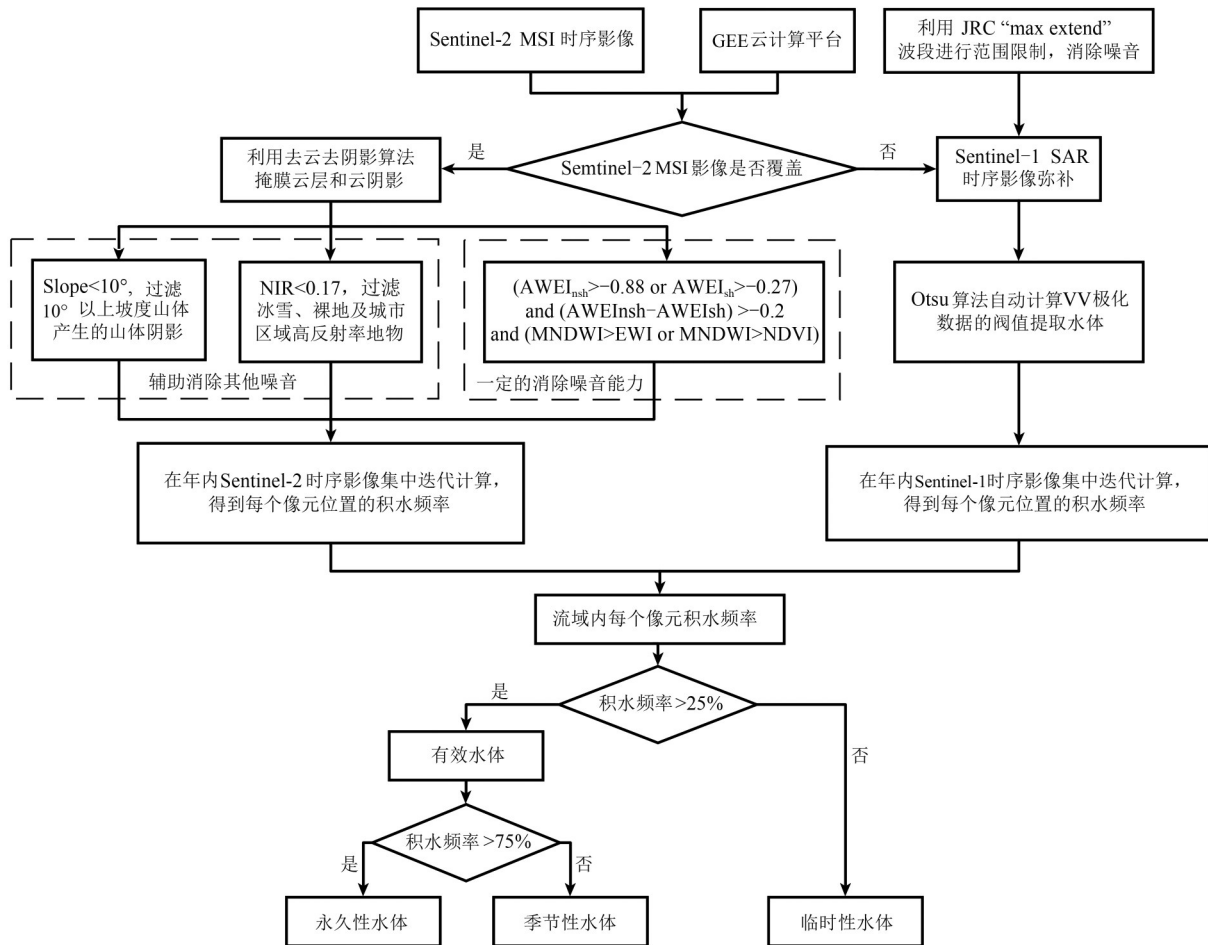 Sentinel-2 MSI 时序影像
GEE云计算平台
利用 JRC “max extend”
波段进行范围限制，消除噪音
利用去云去阴影算法
掩膜云层和云阴影
是
Semtinel-2 MSI 影像是否覆盖
否
Sentinel-1 SAR
时序影像弥补
Slope<10°, 过滤
10° 以上坡度山体
产生的山体阴影
NIR<0.17，过滤
冰雪、裸地及城市
区域高反射率地物
辅助消除其他噪音
(AWEInsh>-0.88 or AWEIsh>-0.27)
and (AWEInsh-AWEIsh) >-0.2
and (MNDWI>EWI or MNDWI>NDVI)
一定的消除噪音能力
Otsu 算法自动计算VV极化
数据的阀值提取水体
在年内Sentinel-2 时序影像集中迭代计算，
得到每个像元位置的积水频率
在年内Sentinel-1时序影像集中迭代计算，
得到每个像元位置的积水频率
流域内每个像元积水频率
是
积水频率>25%
否
有效水体
积水频率>75%
是
否
永久性水体
季节性水体
临时性水体